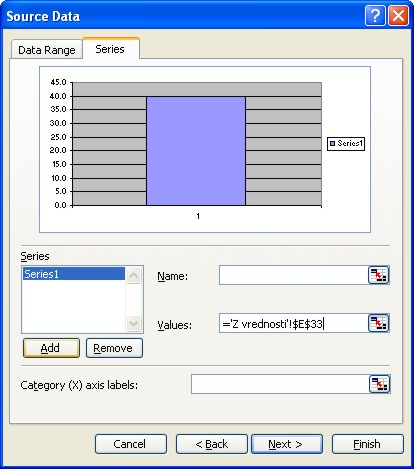 Source Data
Data Range
Series
45.0
40.0
35.0
30.0
25.0
20.0
15.0
10.0
5.0
0.0
1
Series1
Series
Series1
Name:
Values:
='Z vrednosti'!$E$33
Add
Remove
Category (X) axis labels:
Cancel
< Back
Next >
Finish